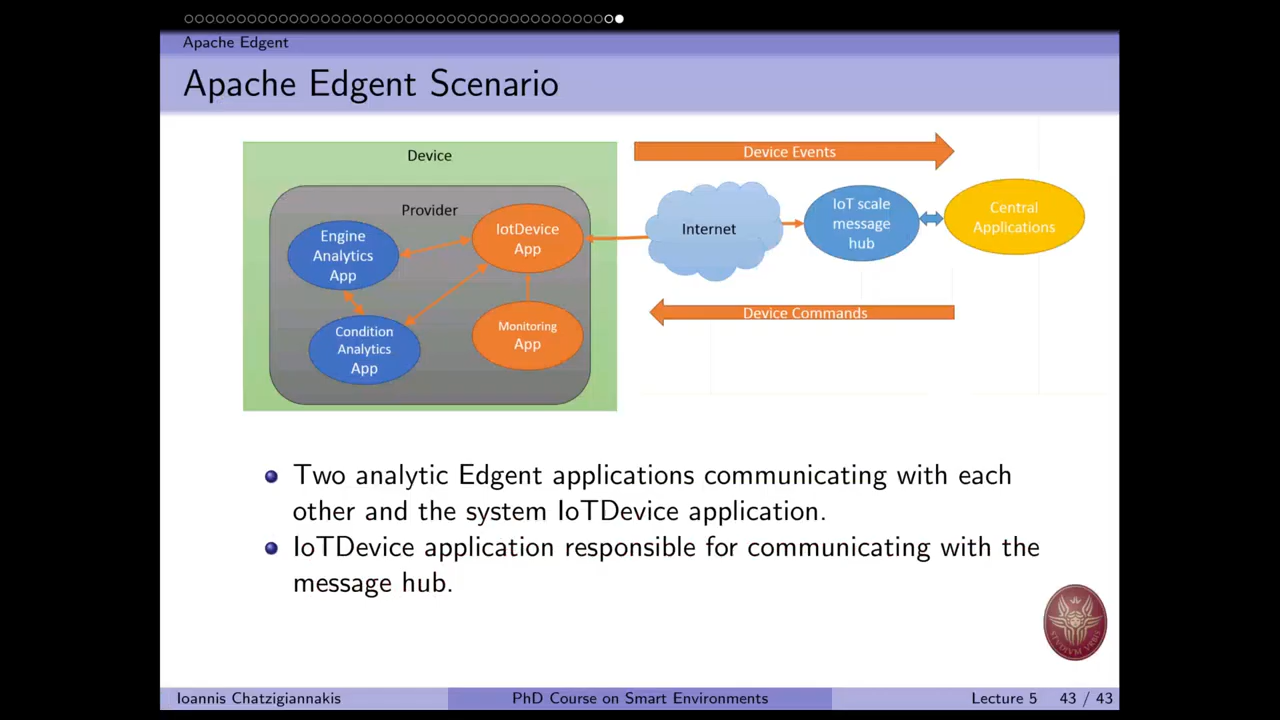 Apache Edgent
Apache Edgent Scenario
Device
Provider
Engine
Analytics
App
IotDevice
App
Condition
Analytics
App
Monitoring
App
Device Events
Internet
IoT scale
message
hub
Central
Applications
Device Commands
Two analytic Edgent applications communicating with each
other and the system IoTDevice application.
IoTDevice application responsible for communicating with the
message hub.
STVDIVM VRBIS
Ioannis Chatzigiannakis
PhD Course on Smart Environments
Lecture 5
43 / 43